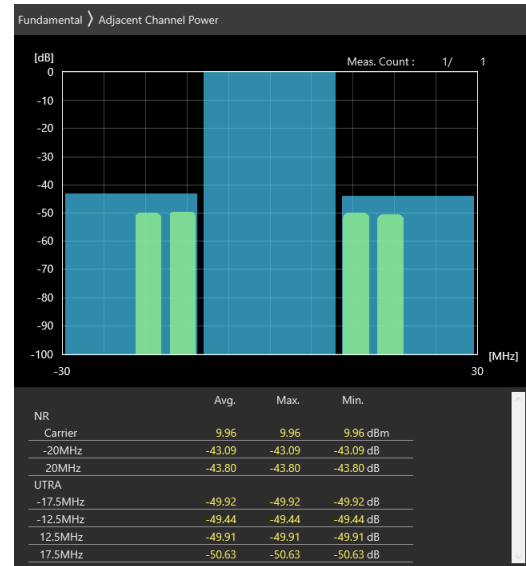 Fundamental 〉 Adjacent Channel Power
[dB]
Meas. Count : 1/ 1
0
-10
-20
-30
-40
-50
-60
-70
-80
-90
-100
[MHz]
-30 30
Avg. Max. Min.
NR
Carrier 9.96 9.96 9.96 dBm
-20MHz -43.09 -43.09 -43.09 dB
20MHz -43.80 -43.80 -43.80 dB
UTRA
-17.5MHz -49.92 -49.92 -49.92 dB
-12.5MHz -49.44 -49.44 -49.44 dB
12.5MHz -49.91 -49.91 -49.91 dB
17.5MHz -50.63 -50.63 -50.63 dB